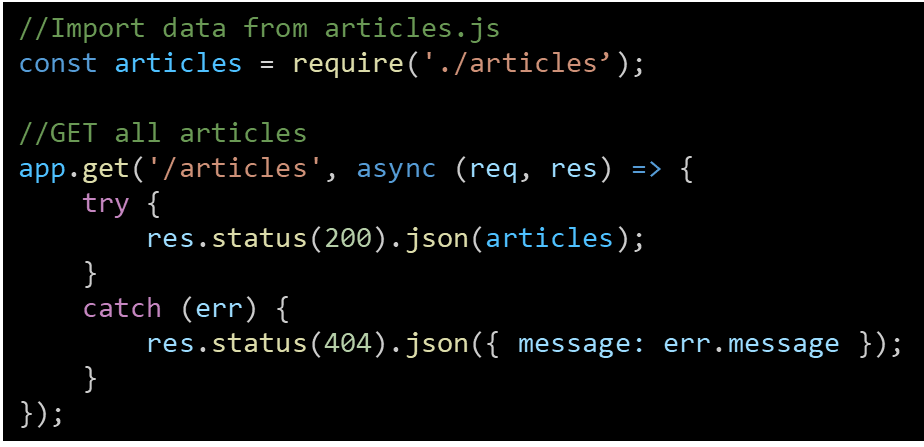 //Import data from articles.js
const articles = require('./articles’);
//GET all articles
app.get('/articles', async (req, res) => {
    try {
        res.status(200).json(articles);
    }
    catch (err) {
        res.status(404).json({ message: err.message });
    }
});